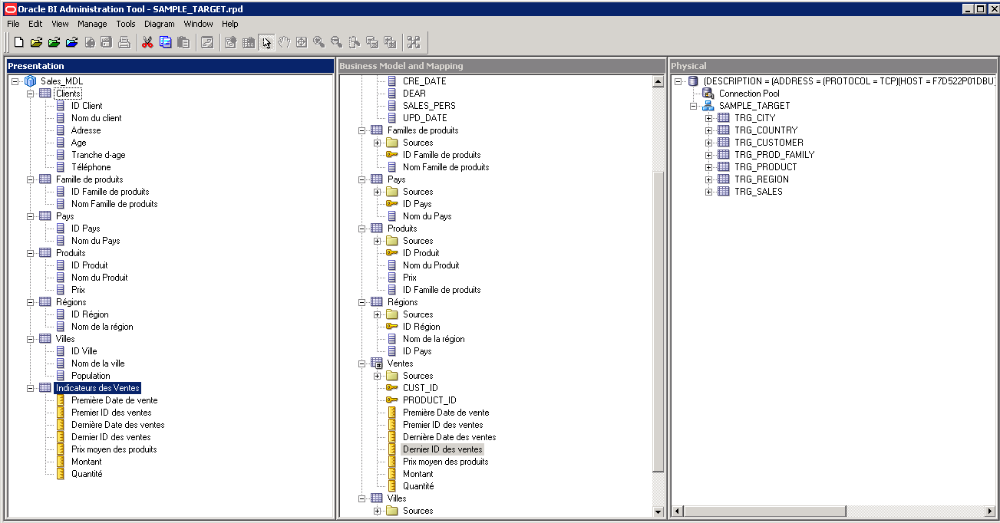 Oracle BI Administration Tool - SAMPLE_TARGET.rpd
File Edit View Manage Tools Diagram Window Help
Presentation
Sales_MDL
Clients
ID Client
Nom du client
Adresse
Age
Tranche d-age
Téléphone
Famille de produits
ID Famille de produits
Nom Famille de produits
Pays
ID Pays
Nom du Pays
Produits
ID Produit
Nom du Produit
Prix
Régions
ID Région
Nom de la région
Villes
ID Ville
Nom de la ville
Population
Indicateurs des Ventes
Première Date de vente
Premier ID des ventes
Dernière Date des ventes
Dernier ID des ventes
Prix moyen des produits
Montant
Quantité
Business Model and Mapping
CRE_DATE
DEAR
SALES_PERS
UPD_DATE
Familles de produits
Sources
ID Famille de produits
Nom Famille de produits
Pays
Sources
ID Pays
Nom du Pays
Produits
Sources
ID Produit
Nom du Produit
Prix
ID Famille de produits
Régions
Sources
ID Région
Nom de la région
ID Pays
Ventes
Sources
CUST_ID
PRODUCT_ID
Première Date de vente
Premier ID des ventes
Dernière Date des ventes
Dernier ID des ventes
Prix moyen des produits
Montant
Quantité
Villes
Sources
Physical
(DESCRIPTION = (ADDRESS = (PROTOCOL = TCP)(HOST = F7D522P01DBU)
Connection Pool
SAMPLE_TARGET
TRG_CITY
TRG_COUNTRY
TRG_CUSTOMER
TRG_PROD_FAMILY
TRG_PRODUCT
TRG_REGION
TRG_SALES